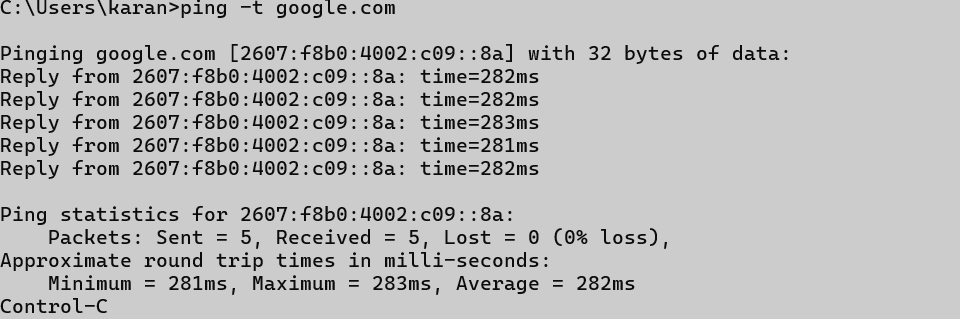 C:\Users\karan>ping -t google.com
Pinging google.com [2607:f8b0:4002:c09::8a] with 32 bytes of data:
Reply from 2607:f8b0:4002:c09::8a: time=282ms
Reply from 2607:f8b0:4002:c09::8a: time=282ms
Reply from 2607:f8b0:4002:c09::8a: time=283ms
Reply from 2607:f8b0:4002:c09::8a: time=281ms
Reply from 2607:f8b0:4002:c09::8a: time=282ms
Ping statistics for 2607:f8b0:4002:c09::8a:
    Packets: Sent = 5, Received = 5, Lost = 0 (0% loss),
Approximate round trip times in milli-seconds:
    Minimum = 281ms, Maximum = 283ms, Average = 282ms
Control-C